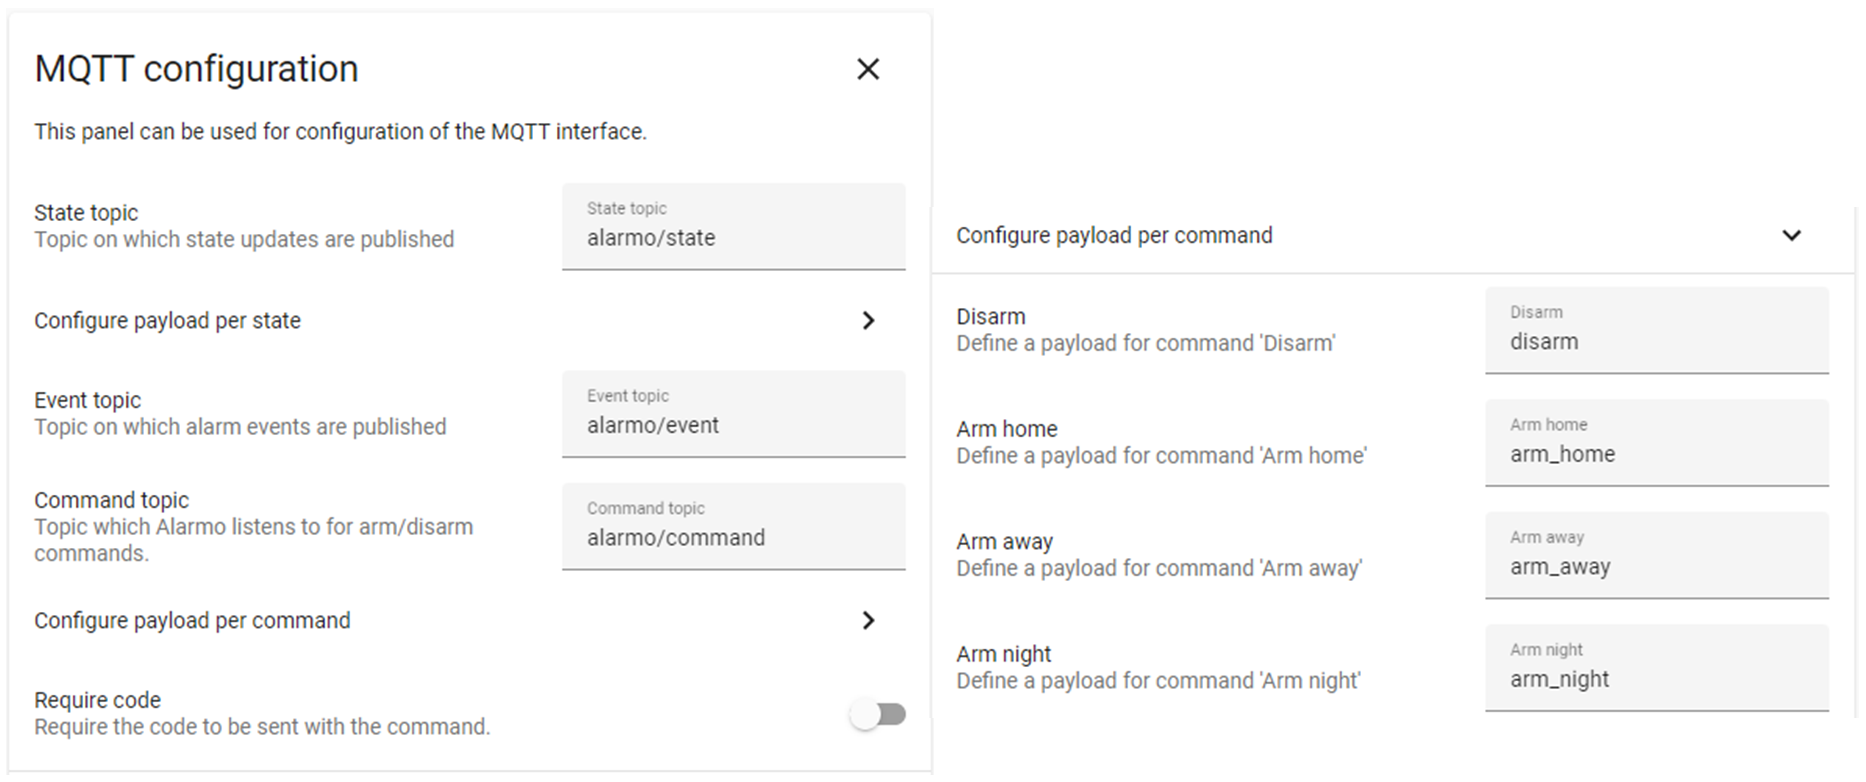 MQTT configuration
This panel can be used for configuration of the MQTT interface.
State topic
Topic on which state updates are published
State topic
alarmo/state
Configure payload per state
Event topic
Topic on which alarm events are published
Event topic
alarmo/event
Command topic
Topic which Alarmo listens to for arm/disarm
commands.
Command topic
alarmo/command
Configure payload per command
Require code
Require the code to be sent with the command.
Configure payload per command
Disarm
Define a payload for command 'Disarm'
Disarm
disarm
Arm home
Define a payload for command 'Arm home'
Arm home
arm_home
Arm away
Define a payload for command 'Arm away'
Arm away
arm_away
Arm night
Define a payload for command 'Arm night'
Arm night
arm_night